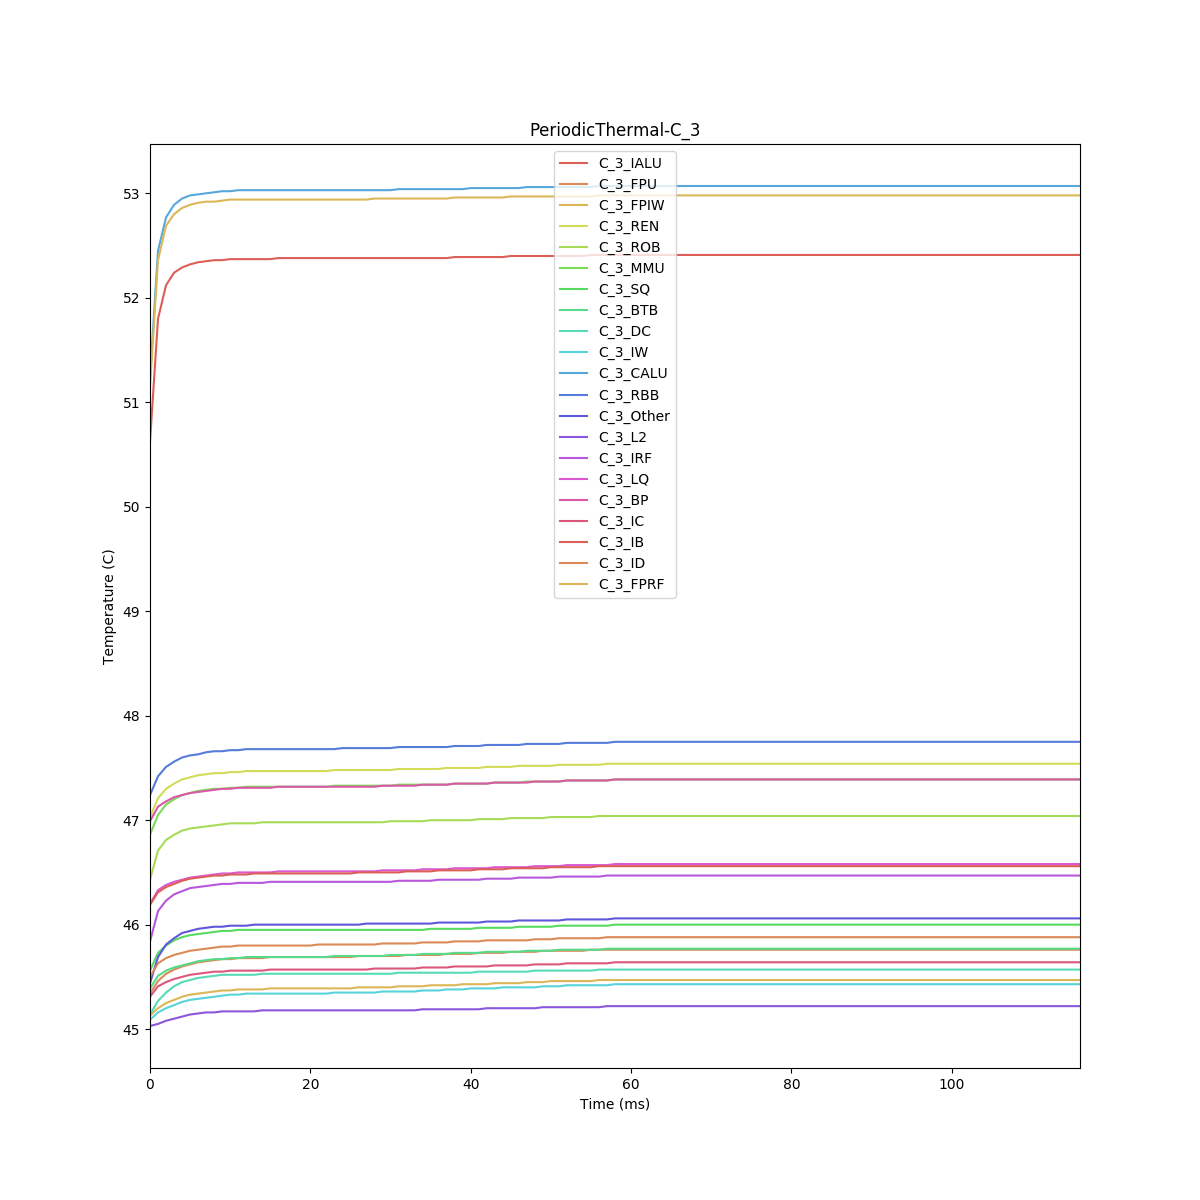 PeriodicThermal-C_3
C_3_IALU
C_3_FPU
C_3_FPIW
C_3_REN
C_3_ROB
C_3_MMU
C_3_SQ
C_3_BTB
C_3_DC
C_3_IW
C_3_CALU
C_3_RBB
C_3_Other
C_3_L2
C_3_IRF
C_3_LQ
C_3_BP
C_3_IC
C_3_IB
C_3_ID
C_3_FPRF
53
52
51
50
49
48
47
46
45
Temperature (C)
0 20 40 60 80 100
Time (ms)